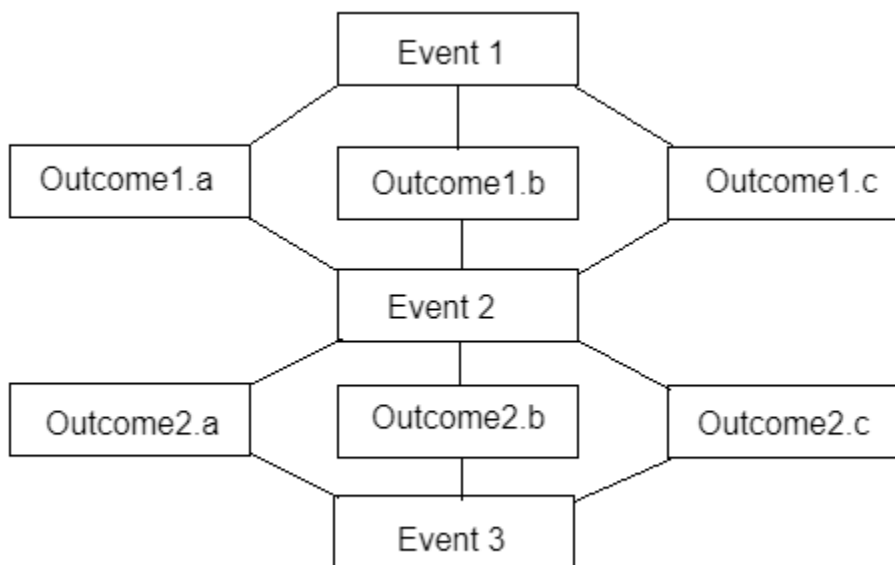 Event 1
Outcome1.a
Outcome1.b
Outcome1.c
Event 2
Outcome2.a
Outcome2.b
Outcome2.c
Event 3